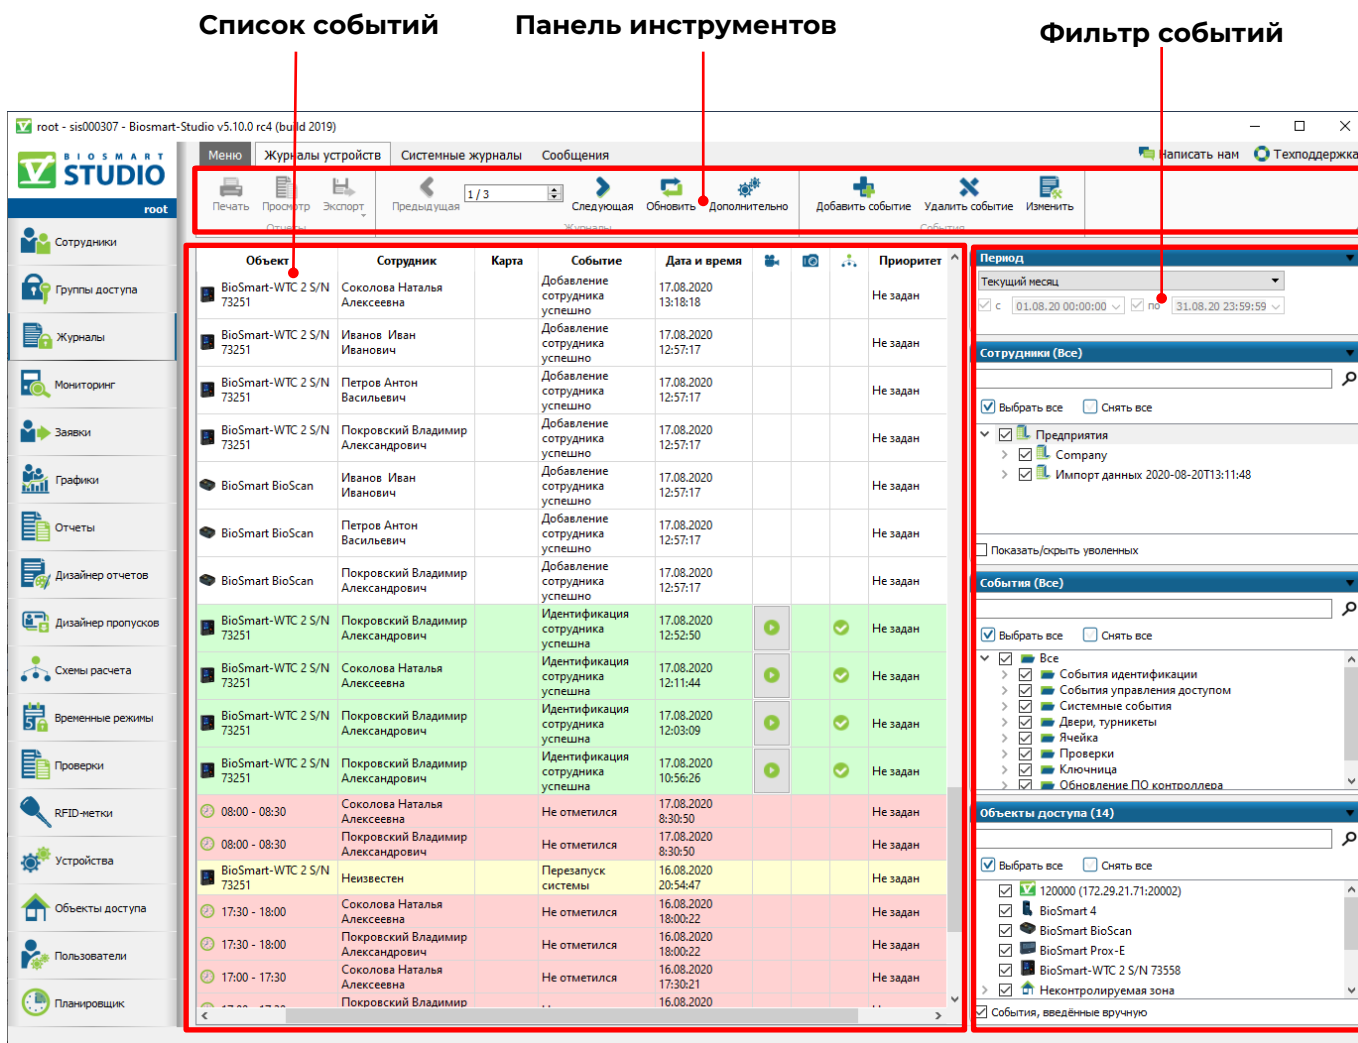 Список событий
Панель инструментов
Фильтр событий
root - sis000307 - Biosmart-Studio v5.10.0 rc4 (build 2019)
BIOSMART
STUDIO
root
Меню
Журналы устройств
Системные журналы
Сообщения
Написать нам
Техподдержка
Печать
Просмотр
Экспорт
Отчеты
Предыдущая
1 / 3
Следующая
Обновить
Дополнительно
Журналы
Добавить событие
Удалить событие
Изменить
События
Сотрудники
Группы доступа
Журналы
Мониторинг
Заявки
Графики
Отчеты
Дизайнер отчетов
Дизайнер пропусков
Схемы расчета
Временные режимы
Проверки
RFID-метки
Устройства
Объекты доступа
Пользователи
Планировщик
Объект Сотрудник Карта Событие Дата и время Приоритет
BioSmart-WTC 2 S/N 73251 Соколова Наталья Алексеевна Добавление сотрудника успешно 17.08.2020 13:18:18 Не задан
BioSmart-WTC 2 S/N 73251 Иванов Иван Иванович Добавление сотрудника успешно 17.08.2020 12:57:17 Не задан
BioSmart-WTC 2 S/N 73251 Петров Антон Васильевич Добавление сотрудника успешно 17.08.2020 12:57:17 Не задан
BioSmart-WTC 2 S/N 73251 Покровский Владимир Александрович Добавление сотрудника успешно 17.08.2020 12:57:17 Не задан
BioSmart BioScan Иванов Иван Иванович Добавление сотрудника успешно 17.08.2020 12:57:17 Не задан
BioSmart BioScan Петров Антон Васильевич Добавление сотрудника успешно 17.08.2020 12:57:17 Не задан
BioSmart BioScan Покровский Владимир Александрович Добавление сотрудника успешно 17.08.2020 12:57:17 Не задан
BioSmart-WTC 2 S/N 73251 Покровский Владимир Александрович Идентификация сотрудника успешна 17.08.2020 12:52:50 Не задан
BioSmart-WTC 2 S/N 73251 Соколова Наталья Алексеевна Идентификация сотрудника успешна 17.08.2020 12:11:44 Не задан
BioSmart-WTC 2 S/N 73251 Покровский Владимир Александрович Идентификация сотрудника успешна 17.08.2020 12:03:09 Не задан
BioSmart-WTC 2 S/N 73251 Покровский Владимир Александрович Идентификация сотрудника успешна 17.08.2020 10:56:26 Не задан
08:00 - 08:30 Соколова Наталья Алексеевна Не отметился 17.08.2020 8:30:50 Не задан
08:00 - 08:30 Покровский Владимир Александрович Не отметился 17.08.2020 8:30:50 Не задан
BioSmart-WTC 2 S/N 73251 Неизвестен Перезапуск системы 16.08.2020 20:54:47 Не задан
17:30 - 18:00 Соколова Наталья Алексеевна Не отметился 16.08.2020 18:00:22 Не задан
17:30 - 18:00 Покровский Владимир Александрович Не отметился 16.08.2020 18:00:22 Не задан
17:00 - 17:30 Соколова Наталья Алексеевна Не отметился 16.08.2020 17:30:21 Не задан
Покровский Владимир 16.08.2020
Период
Текущий месяц
с 01.08.20 00:00:00 по 31.08.20 23:59:59
Сотрудники (Все)
Выбрать все Снять все
Предприятия
Company
Импорт данных 2020-08-20T13:11:48
Показать/скрыть уволенных
События (Все)
Выбрать все Снять все
Все
События идентификации
События управления доступом
Системные события
Двери, турникеты
Ячейка
Проверки
Ключница
Обновление ПО контроллера
Объекты доступа (14)
Выбрать все Снять все
120000 (172.29.21.71:20002)
BioSmart 4
BioSmart BioScan
BioSmart Prox-E
BioSmart-WTC 2 S/N 73558
Неконтролируемая зона
События, введённые вручную